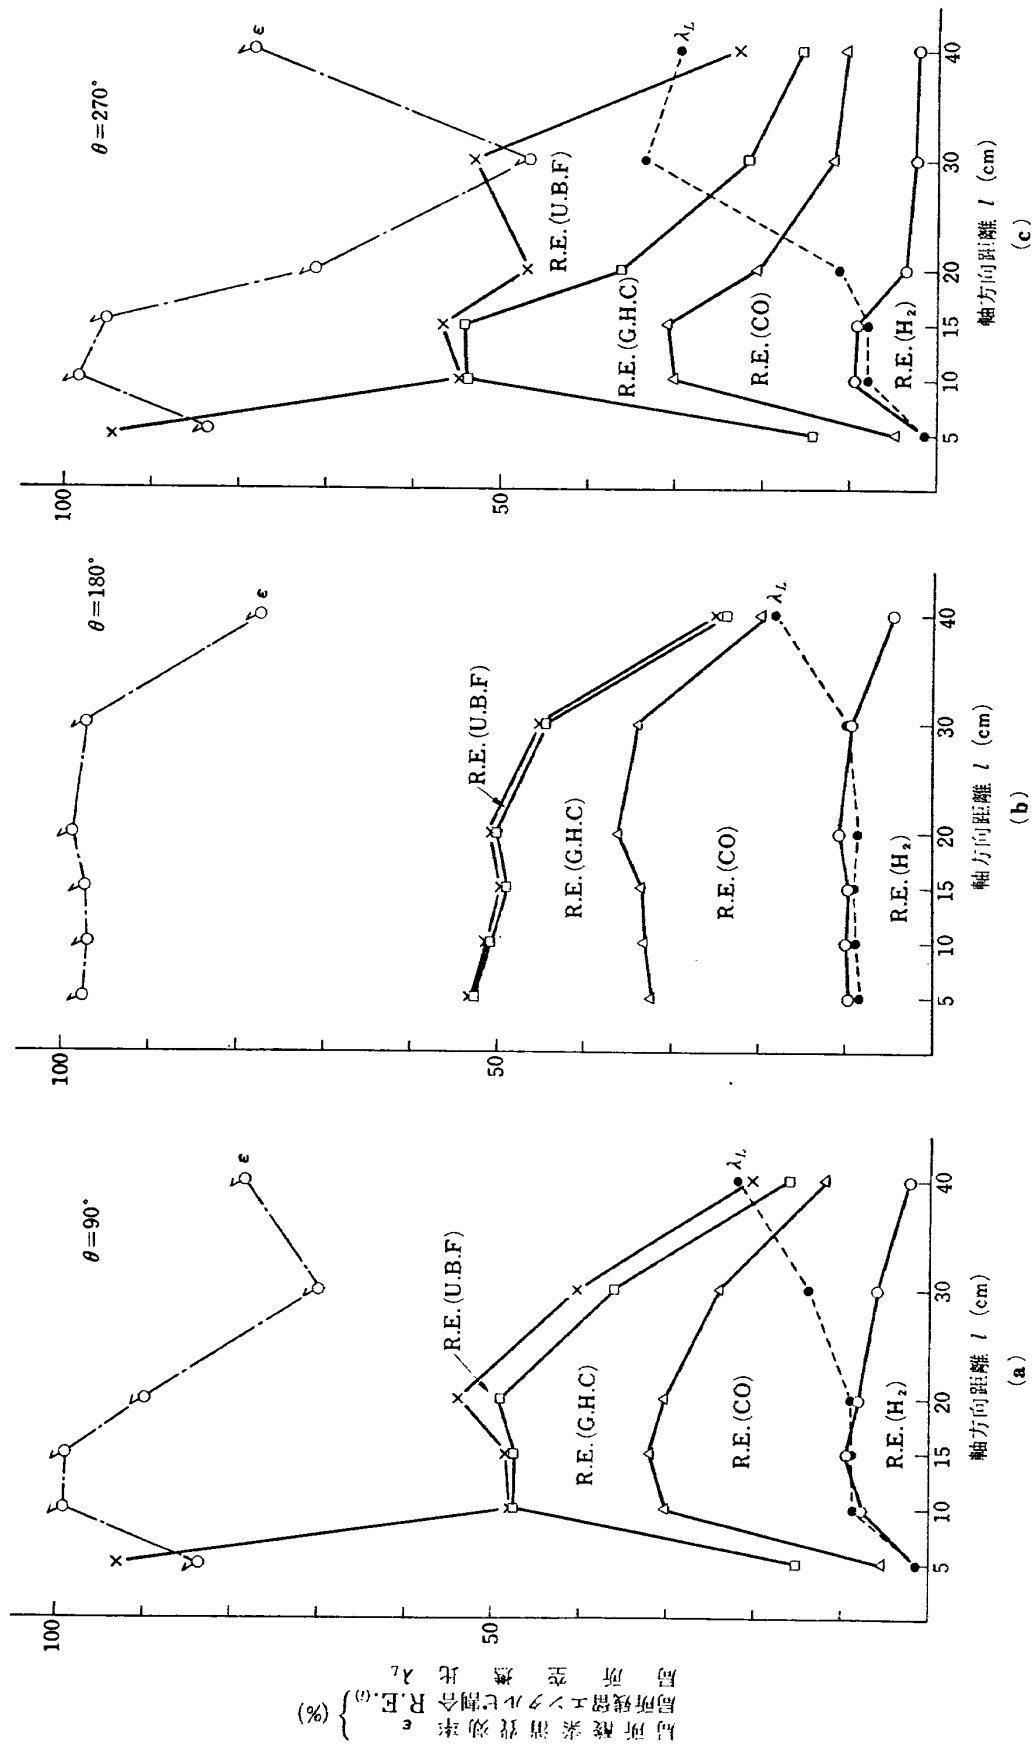 局所酸素消費効率 ε
局所残留エンタルピ割合 R.E.(i)
局所空燃比 λL
(%)
100
50
θ=90°
ε
R.E.(U.B.F)
R.E.(G.H.C)
R.E.(CO)
R.E.(H₂)
λL
5 10 15 20 30 40
軸方向距離 l (cm)
(a)
100
50
θ=180°
ε
R.E.(U.B.F)
R.E.(G.H.C)
R.E.(CO)
R.E.(H₂)
λL
5 10 15 20 30 40
軸方向距離 l (cm)
(b)
100
50
θ=270°
ε
R.E.(U.B.F)
R.E.(G.H.C)
R.E.(CO)
R.E.(H₂)
λL
5 10 15 20 30 40
軸方向距離 l (cm)
(c)